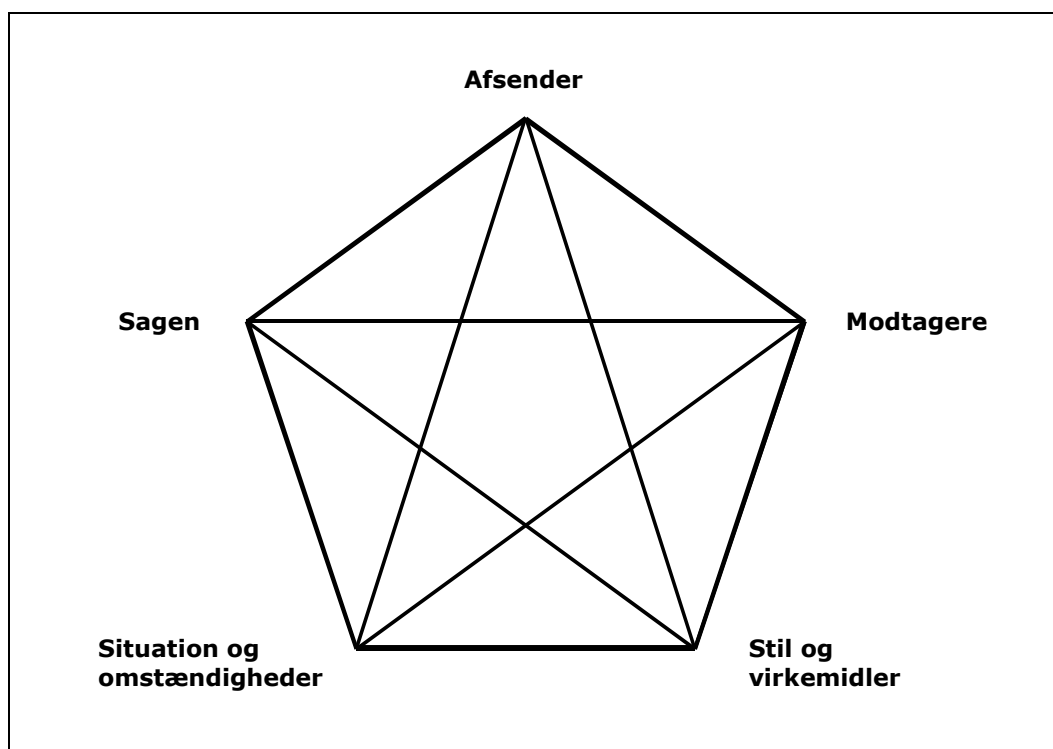 Afsender
Sagen
Modtagere
Situation og
omstændigheder
Stil og
virkemidler